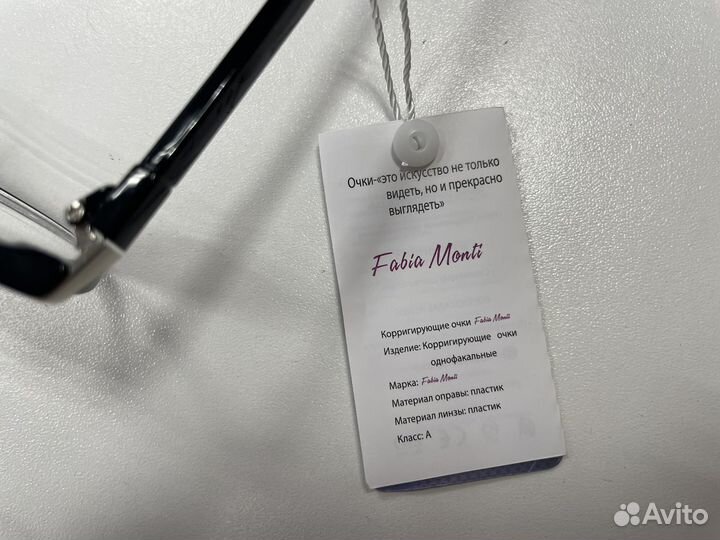 Очки-«это искусство не только
видеть, но и прекрасно
выглядеть»
Fabia Monti
Корригирующие очки Fabia Monti
Изделие: Корригирующие очки
однофакальные
Марка: Fabia Monti
Материал оправы: пластик
Материал линзы: пластик
Класс: А
Avito